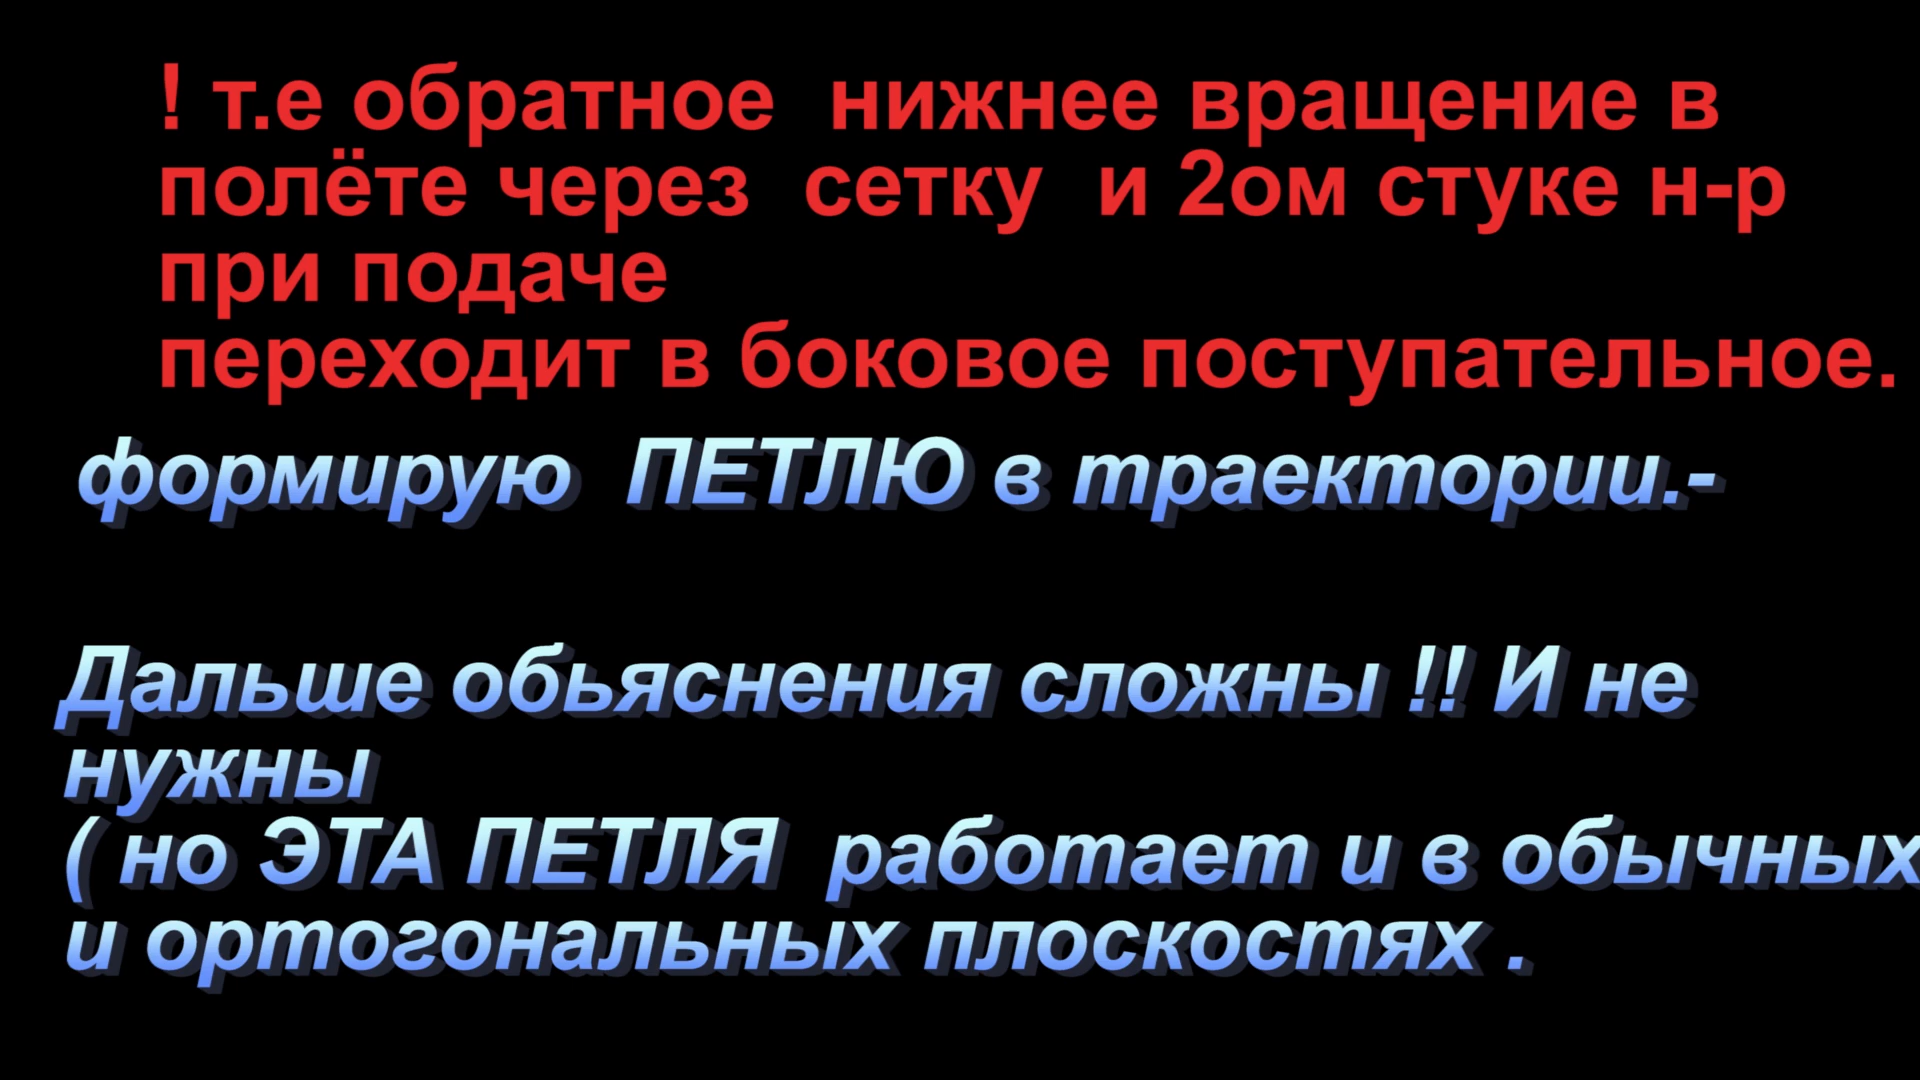 ! т.е обратное нижнее вращение в
полёте через сетку и 2ом стуке н-р
при подаче
переходит в боковое поступательное.
формирую ПЕТЛЮ в траектории.-
Дальше обьяснения сложны !! И не
нужны
( но ЭТА ПЕТЛЯ работает и в обычных
и ортогональных плоскостях .